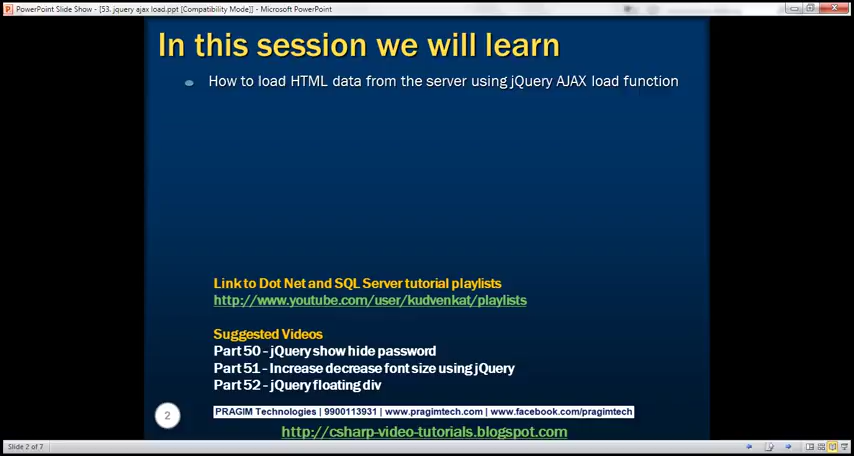 PowerPoint Slide Show - [53. jquery ajax load.ppt [Compatibility Mode]] - Microsoft PowerPoint
In this session we will learn
How to load HTML data from the server using jQuery AJAX load function
Link to Dot Net and SQL Server tutorial playlists
http://www.youtube.com/user/kudvenkat/playlists
Suggested Videos
Part 50 - jQuery show hide password
Part 51 - Increase decrease font size using jQuery
Part 52 - jQuery floating div
2
PRAGIM Technologies | 9900113931 | www.pragimtech.com | www.facebook.com/pragimtech
http://csharp-video-tutorials.blogspot.com
Slide 2 of 7